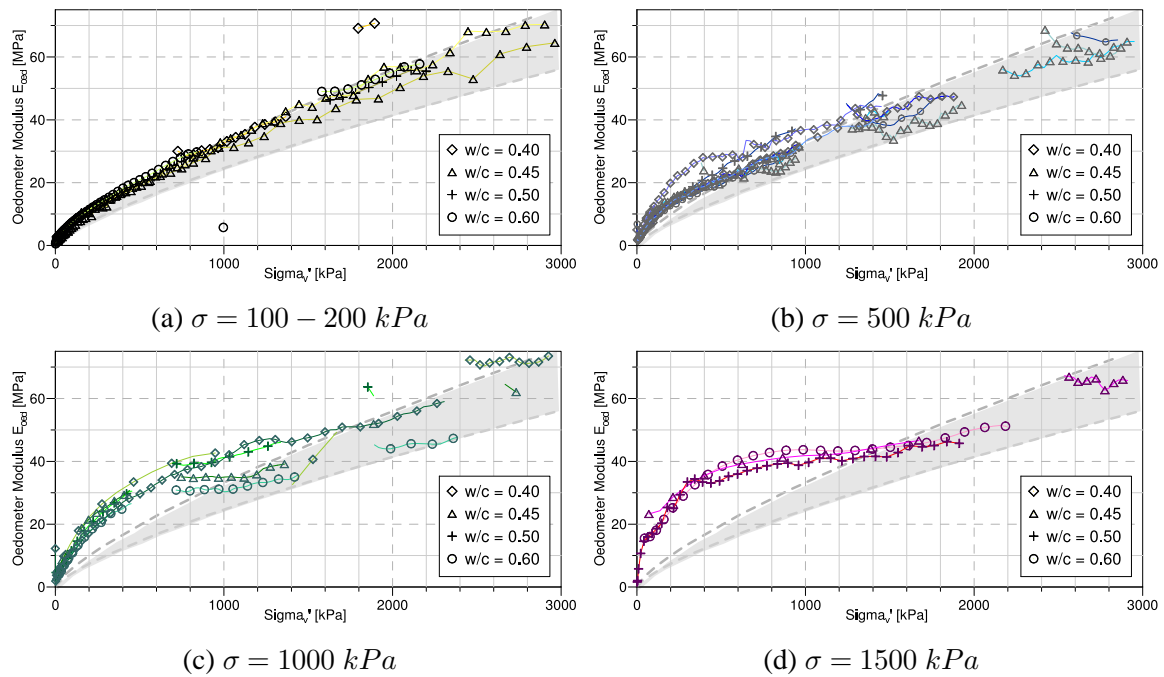 Oedometer Modulus E_oed [MPa]
60
40
20
0
0 1000 2000 3000
Sigma_v' [kPa]
w/c = 0.40
w/c = 0.45
w/c = 0.50
w/c = 0.60
(a) σ = 100 − 200 kPa
Oedometer Modulus E_oed [MPa]
60
40
20
0
0 1000 2000 3000
Sigma_v' [kPa]
w/c = 0.40
w/c = 0.45
w/c = 0.50
w/c = 0.60
(b) σ = 500 kPa
Oedometer Modulus E_oed [MPa]
60
40
20
0
0 1000 2000 3000
Sigma_v' [kPa]
w/c = 0.40
w/c = 0.45
w/c = 0.50
w/c = 0.60
(c) σ = 1000 kPa
Oedometer Modulus E_oed [MPa]
60
40
20
0
0 1000 2000 3000
Sigma_v' [kPa]
w/c = 0.40
w/c = 0.45
w/c = 0.50
w/c = 0.60
(d) σ = 1500 kPa